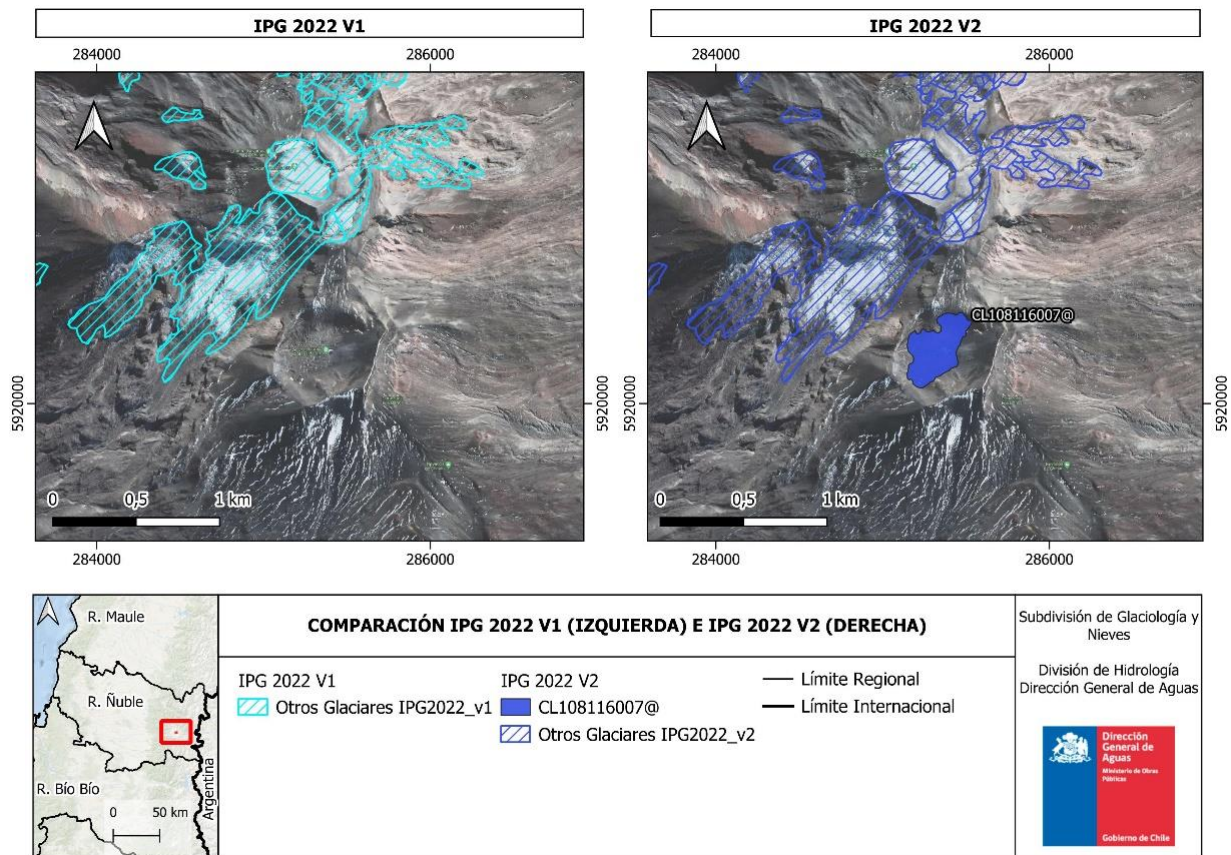 IPG 2022 V1
IPG 2022 V2
284000
286000
284000
286000
CL108116007@
5920000
5920000
5920000
5920000
0 0,5 1 km
0 0,5 1 km
284000
286000
284000
286000
R. Maule
R. Ñuble
R. Bío Bío
Argentina
0 50 km
COMPARACIÓN IPG 2022 V1 (IZQUIERDA) E IPG 2022 V2 (DERECHA)
IPG 2022 V1
Otros Glaciares IPG2022_v1
IPG 2022 V2
CL108116007@
Otros Glaciares IPG2022_v2
Límite Regional
Límite Internacional
Subdivisión de Glaciología y
Nieves
División de Hidrología
Dirección General de Aguas
Dirección
General de
Aguas
Ministerio de Obras
Públicas
Gobierno de Chile